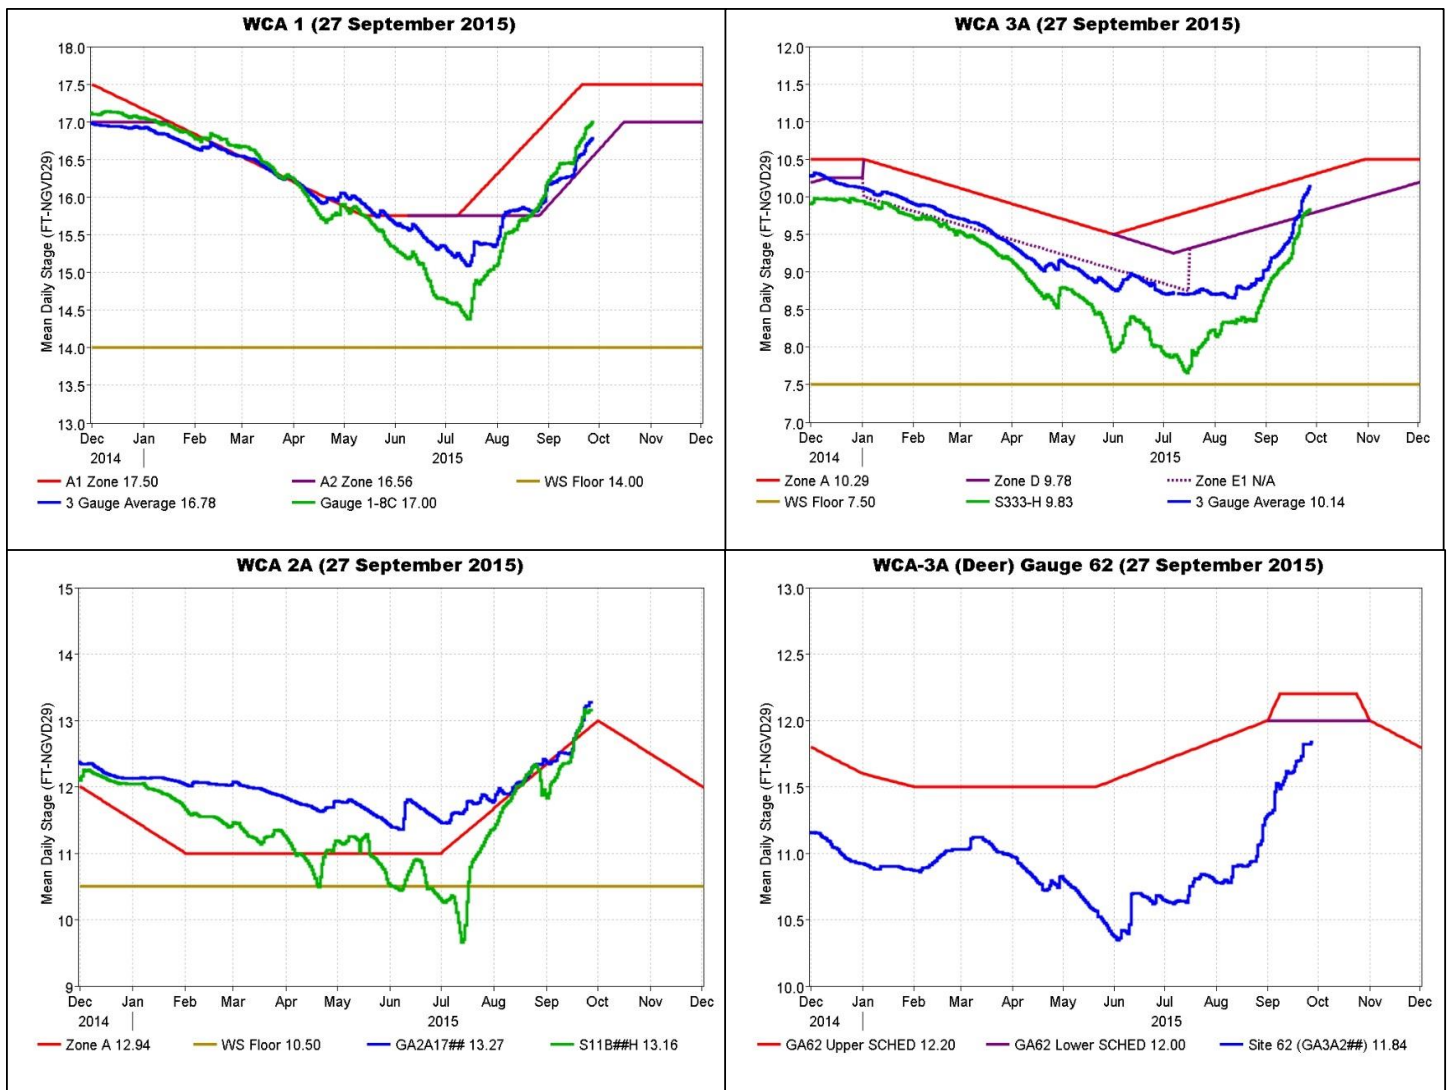 WCA 1 (27 September 2015)
Mean Daily Stage (FT-NGVD29)
18.0
17.5
17.0
16.5
16.0
15.5
15.0
14.5
14.0
13.5
13.0
Dec Jan Feb Mar Apr May Jun Jul Aug Sep Oct Nov Dec
2014 2015
A1 Zone 17.50 A2 Zone 16.56 WS Floor 14.00
3 Gauge Average 16.78 Gauge 1-8C 17.00
WCA 3A (27 September 2015)
Mean Daily Stage (FT-NGVD29)
12.0
11.5
11.0
10.5
10.0
9.5
9.0
8.5
8.0
7.5
7.0
Dec Jan Feb Mar Apr May Jun Jul Aug Sep Oct Nov Dec
2014 2015
Zone A 10.29 Zone D 9.78 Zone E1 N/A
WS Floor 7.50 S333-H 9.83 3 Gauge Average 10.14
WCA 2A (27 September 2015)
Mean Daily Stage (FT-NGVD29)
15
14
13
12
11
10
9
Dec Jan Feb Mar Apr May Jun Jul Aug Sep Oct Nov Dec
2014 2015
Zone A 12.94 WS Floor 10.50 GA2A17## 13.27 S11B##H 13.16
WCA-3A (Deer) Gauge 62 (27 September 2015)
Mean Daily Stage (FT-NGVD29)
13.0
12.5
12.0
11.5
11.0
10.5
10.0
Dec Jan Feb Mar Apr May Jun Jul Aug Sep Oct Nov Dec
2014 2015
GA62 Upper SCHED 12.20 GA62 Lower SCHED 12.00 Site 62 (GA3A2##) 11.84